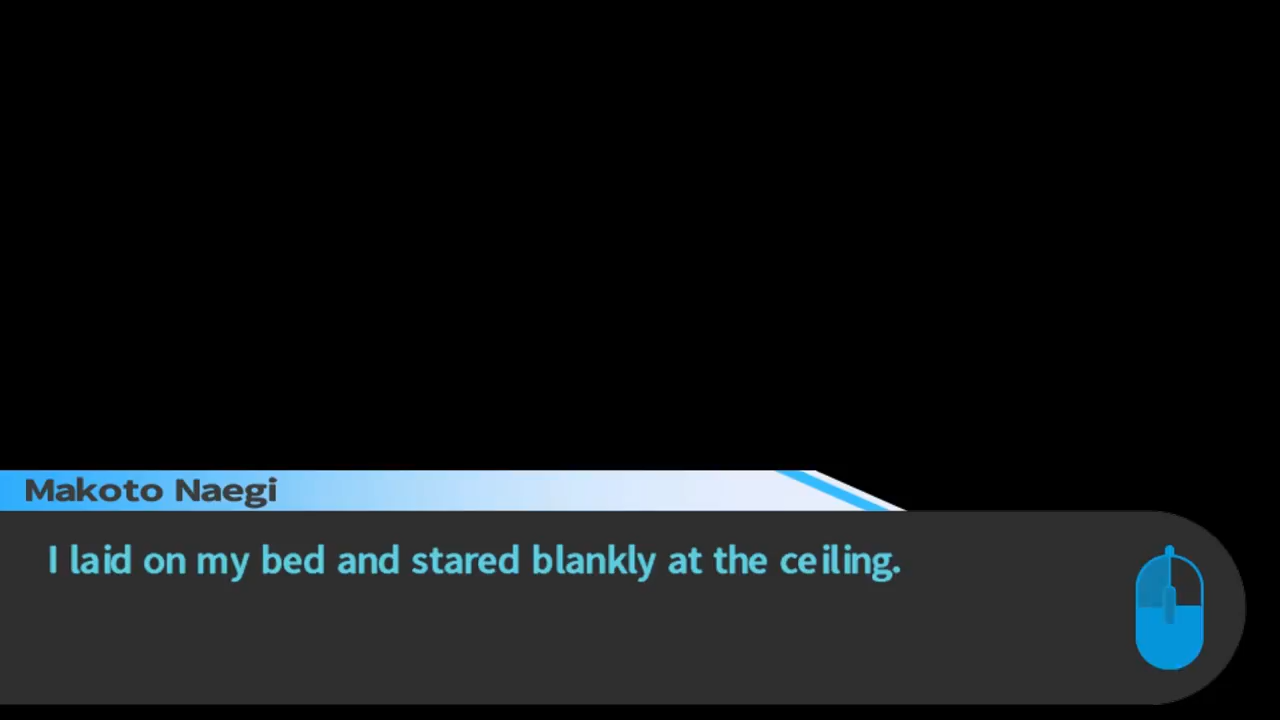 Makoto Naegi
I laid on my bed and stared blankly at the ceiling.